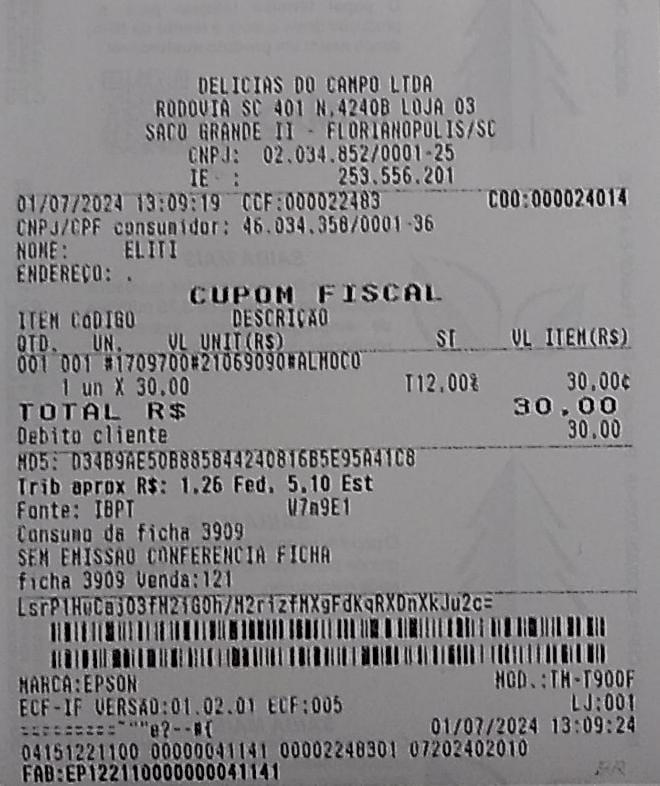 DELICIAS DO CAMPO LTDA
RODOVIA SC 401 N.4240B LOJA 03
SACO GRANDE II - FLORIANOPOLIS/SC
CNPJ: 02.034.852/0001-25
IE : 253.556.201
01/07/2024 13:09:19 CCF:000022483 COO:000024014
CNPJ/CPF consumidor: 46.034.358/0001-36
NOME: ELITI
ENDEREÇO: .
CUPOM FISCAL
ITEM CóDIGO DESCRIÇÃO
QTD. UN. VL UNIT(R$) ST VL ITEM(R$)
001 001 #1709700#21069090#ALMOCO
1 un X 30.00 T12.00% 30.00¢
TOTAL R$ 30.00
Debito cliente 30.00
MD5: D34B9AE50B885844240816B5E95A41C8
Trib aprox R$: 1.26 Fed, 5.10 Est
Fonte: IBPT W7m9E1
Consumo da ficha 3909
SEM EMISSAO CONFERENCIA FICHA
ficha 3909 Venda:121
MARCA:EPSON MOD.:TM-T900F
ECF-IF VERSÃO:01.02.01 ECF:005 LJ:001
01/07/2024 13:09:24
04151221100 00000041141 00002248301 07202402010
FAB:EP122110000000041141 BR